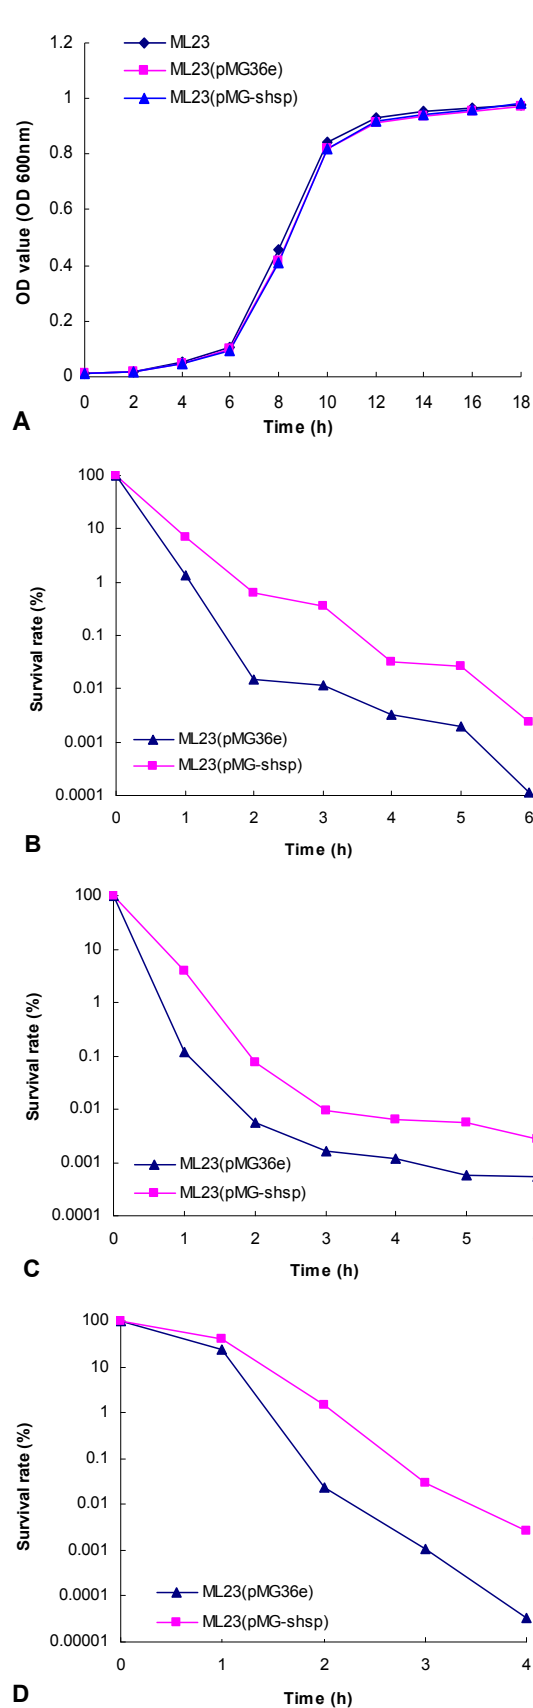 1.2
1
0.8
0.6
0.4
0.2
0
ML23
ML23(pMG36e)
ML23(pMG-shsp)
OD value (OD 600nm)
0 2 4 6 8 10 12 14 16 18
Time (h)
A
100
10
1
0.1
0.01
0.001
0.0001
Survival rate (%)
ML23(pMG36e)
ML23(pMG-shsp)
0 1 2 3 4 5 6
Time (h)
B
100
10
1
0.1
0.01
0.001
0.0001
Survival rate (%)
ML23(pMG36e)
ML23(pMG-shsp)
0 1 2 3 4 5
Time (h)
C
100
10
1
0.1
0.01
0.001
0.0001
0.00001
Survival rate (%)
ML23(pMG36e)
ML23(pMG-shsp)
0 1 2 3 4
Time (h)
D